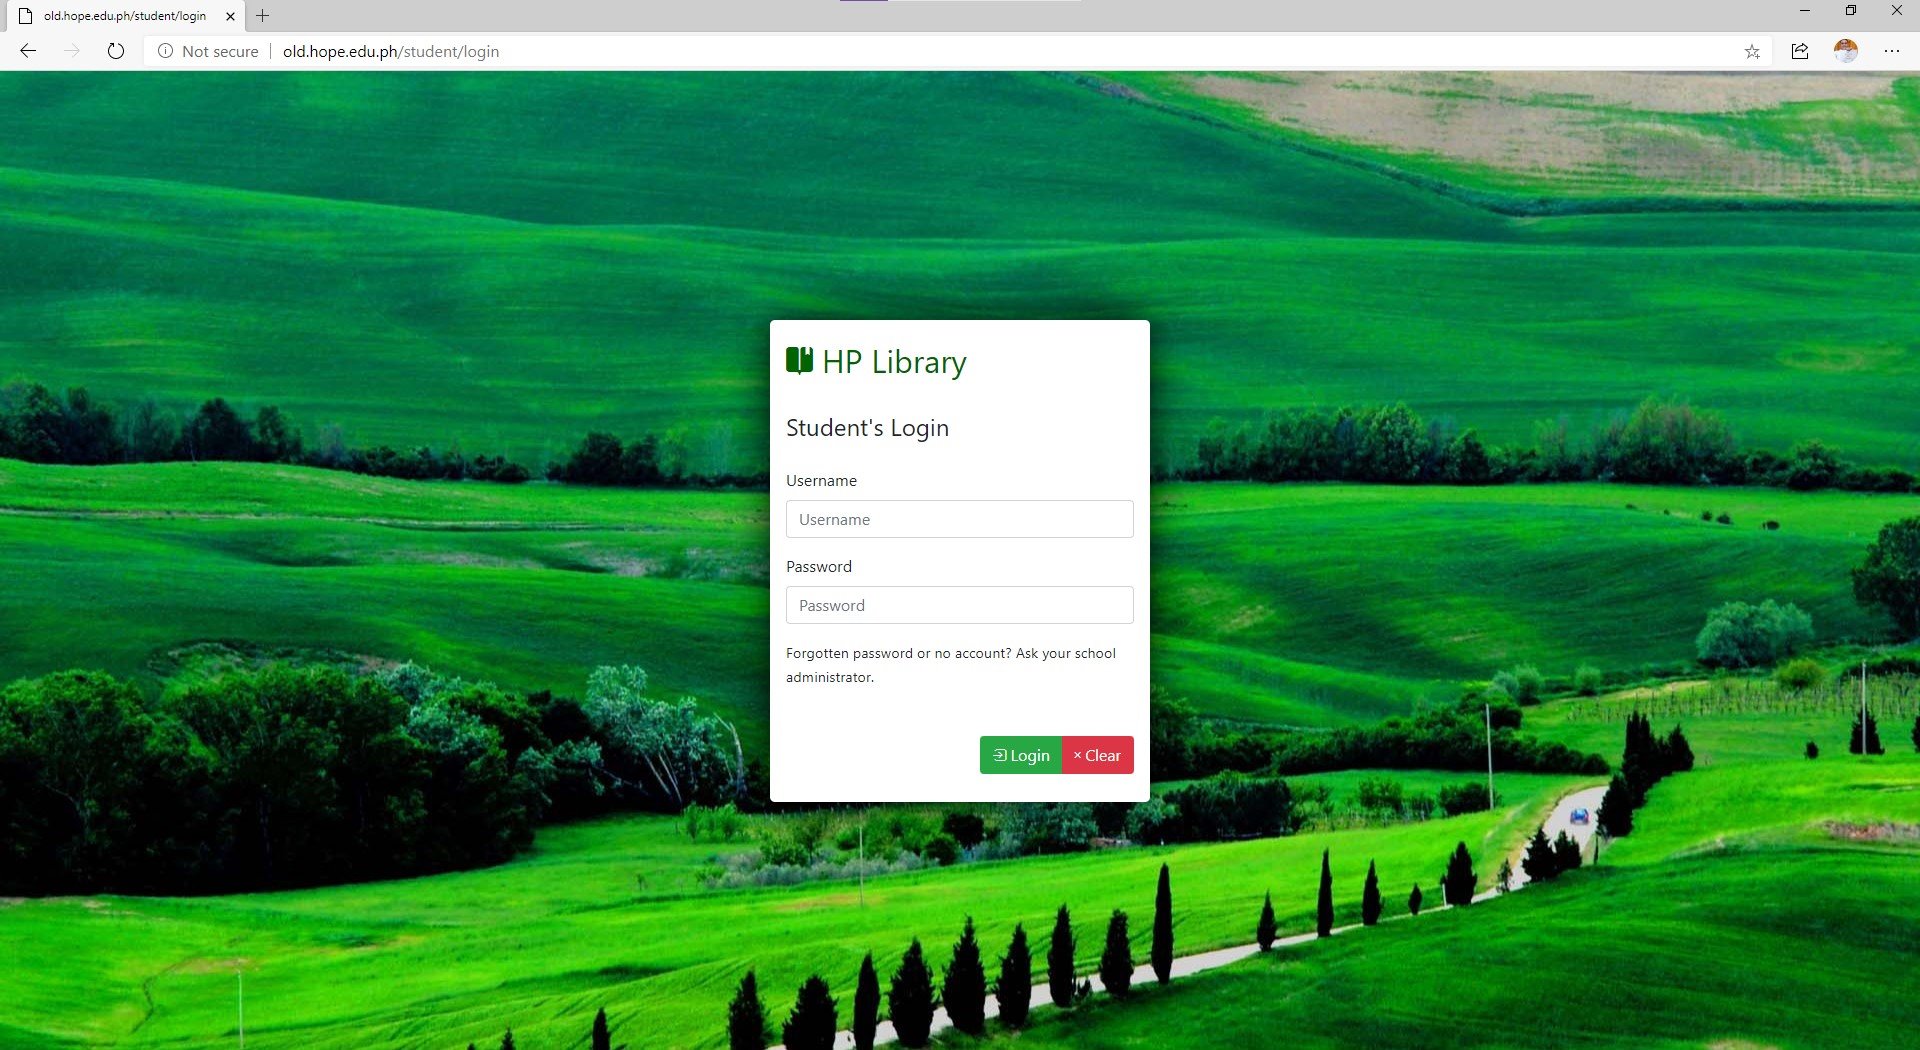 old.hope.edu.ph/student/login
Not secure
old.hope.edu.ph/student/login
HP Library
Student's Login
Username
Username
Password
Password
Forgotten password or no account? Ask your school
administrator.
Login
× Clear